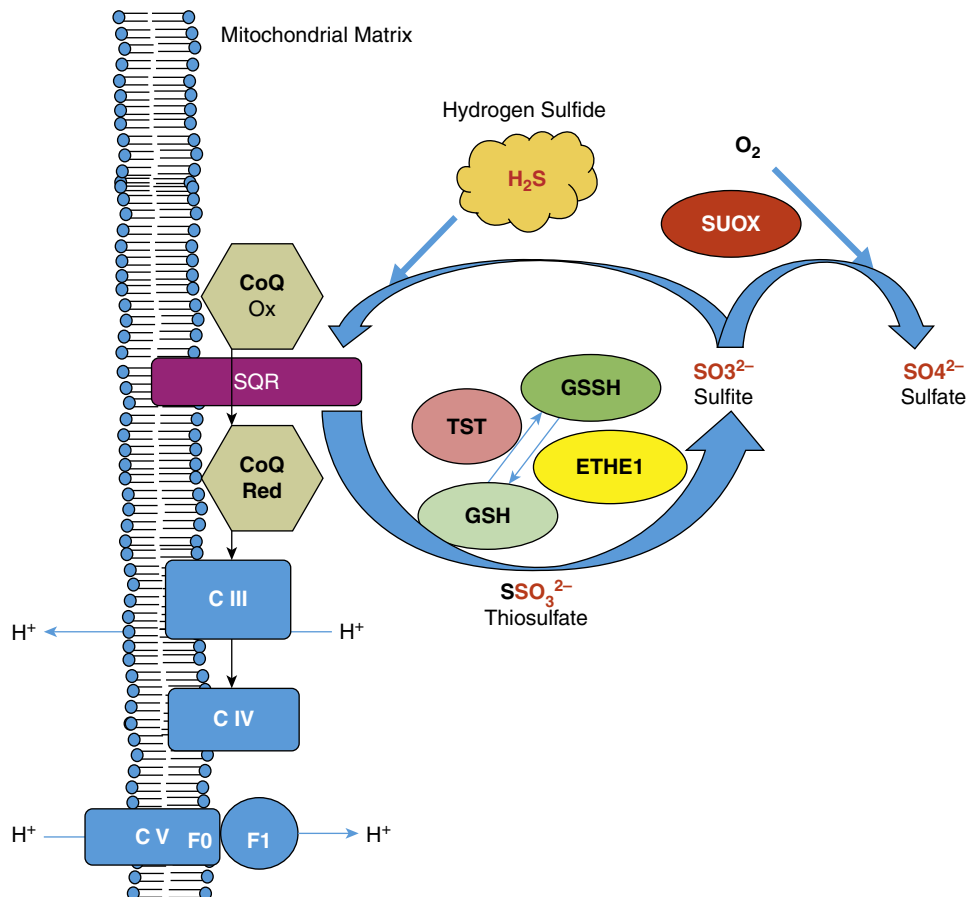 Mitochondrial Matrix
Hydrogen Sulfide
H₂S
O₂
SUOX
CoQ
Ox
SQR
SO3²⁻
Sulfite
SO4²⁻
Sulfate
GSSH
TST
ETHE1
CoQ
Red
GSH
SSO₃²⁻
Thiosulfate
C III
H⁺
H⁺
C IV
H⁺
C V
F0
F1
H⁺